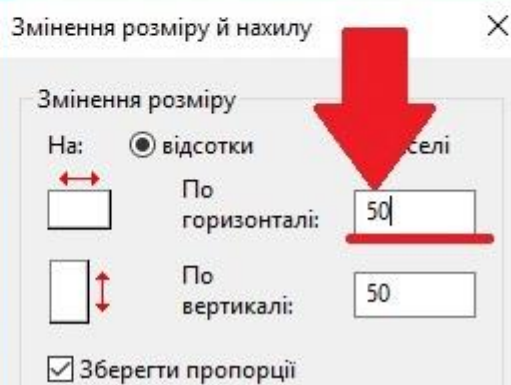 Змінення розміру й нахилу
Змінення розміру
На: відсотки
По горизонталі: 50
По вертикалі: 50
Зберегти пропорції